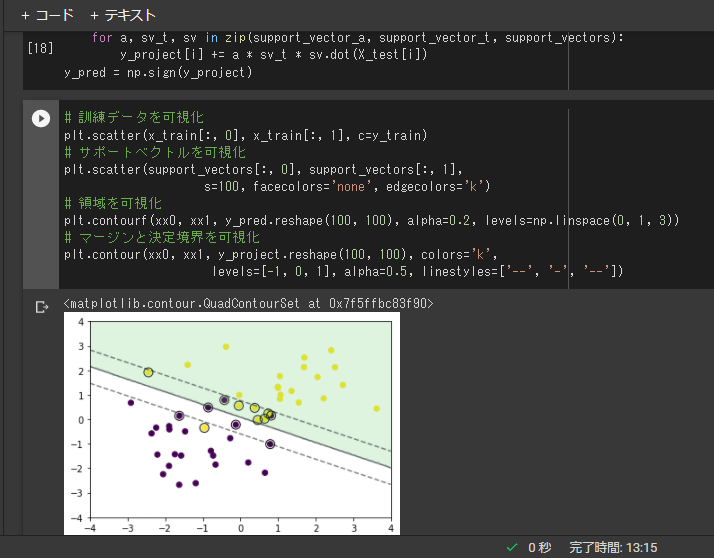 + コード + テキスト
[18]
for a, sv_t, sv in zip(support_vector_a, support_vector_t, support_vectors):
y_project[i] += a * sv_t * sv.dot(X_test[i])
y_pred = np.sign(y_project)
# 訓練データを可視化
plt.scatter(x_train[:, 0], x_train[:, 1], c=y_train)
# サポートベクトルを可視化
plt.scatter(support_vectors[:, 0], support_vectors[:, 1],
s=100, facecolors='none', edgecolors='k')
# 領域を可視化
plt.contourf(xx0, xx1, y_pred.reshape(100, 100), alpha=0.2, levels=np.linspace(0, 1, 3))
# マージンと決定境界を可視化
plt.contour(xx0, xx1, y_project.reshape(100, 100), colors='k',
levels=[-1, 0, 1], alpha=0.5, linestyles=['--', '-', '--'])
<matplotlib.contour.QuadContourSet at 0x7f5ffbc83f90>
4
3
2
1
0
−1
−2
−3
−4
−4 −3 −2 −1 0 1 2 3 4
✓ 0 秒 完了時間: 13:15